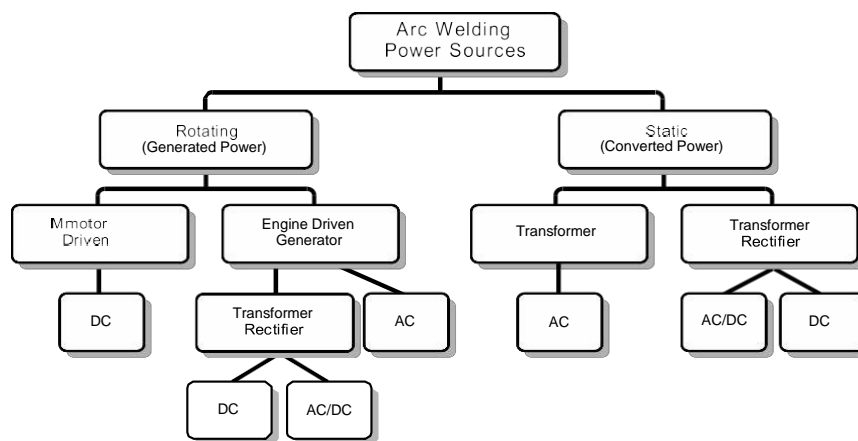 Arc Welding
Power Sources
Rotating
(Generated Power)
Static
(Converted Power)
Mmotor
Driven
Engine Driven
Generator
Transformer
Transformer
Rectifier
DC
Transformer
Rectifier
AC
AC
AC/DC
DC
DC
AC/DC